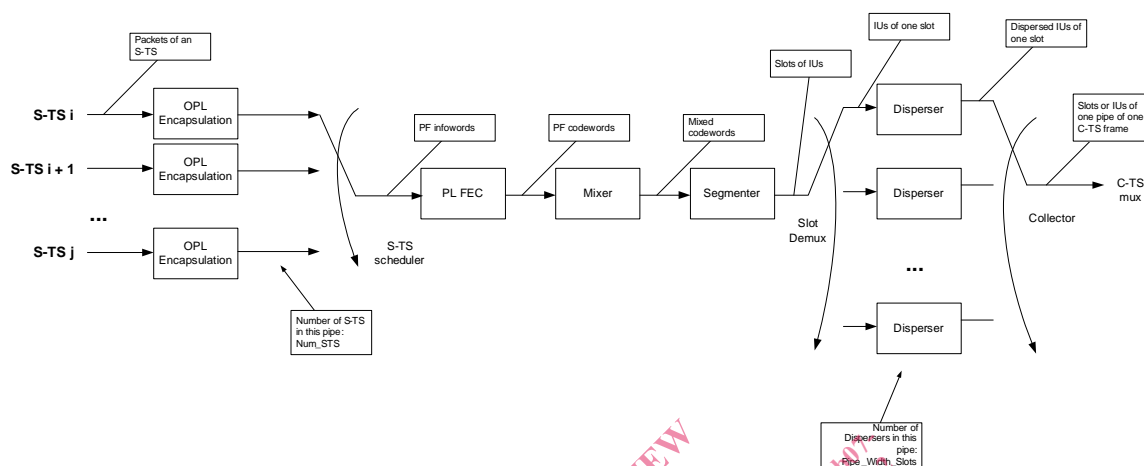 Packets of an
S-TS
IUs of one slot
Dispersed IUs of
one slot
Slots of IUs
S-TS i
OPL
Encapsulation
PF infowords
PF codewords
Mixed
codewords
Disperser
Slots or IUs of
one pipe of one
C-TS frame
S-TS i + 1
OPL
Encapsulation
PL FEC
Mixer
Segmenter
Disperser
C-TS
mux
...
S-TS j
OPL
Encapsulation
S-TS
scheduler
Slot
Demux
Collector
...
Number of S-TS
in this pipe:
Num_STS
Disperser
Number of
Dispersers in this
pipe:
Pipe_Width_Slots